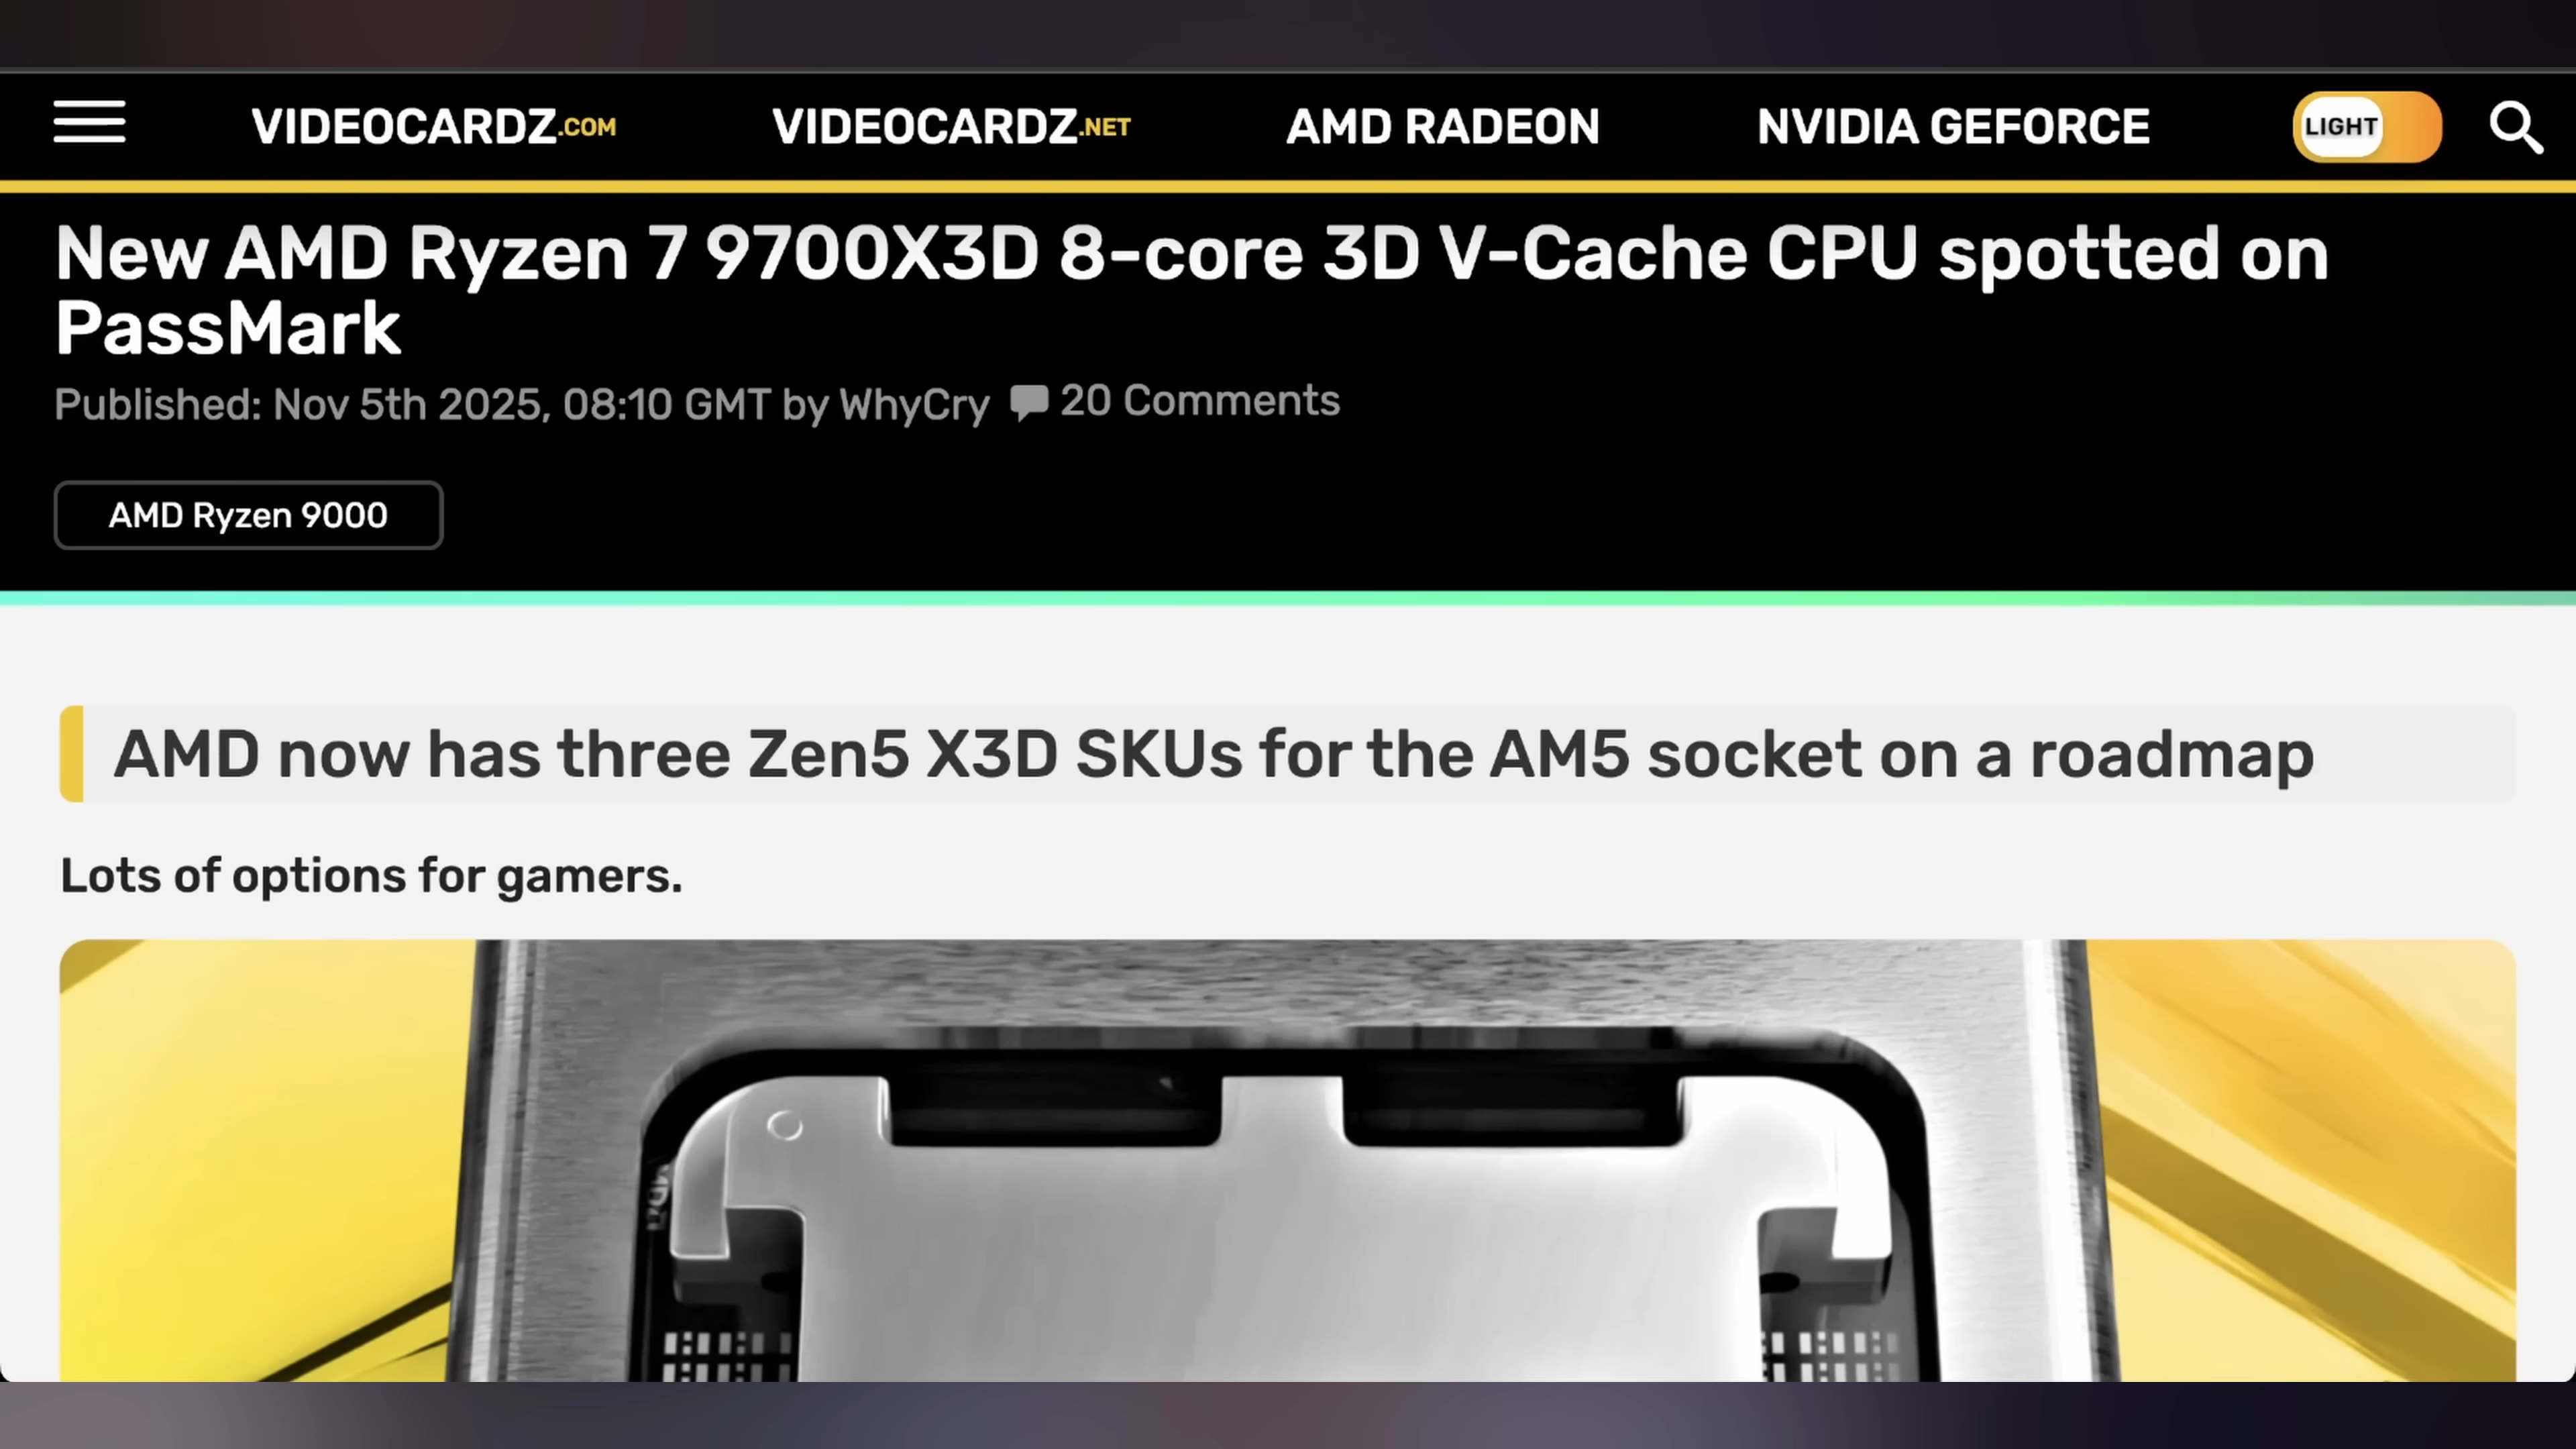 VIDEOCARDZ.COM VIDEOCARDZ.NET AMD RADEON NVIDIA GEFORCE LIGHT
New AMD Ryzen 7 9700X3D 8-core 3D V-Cache CPU spotted on
PassMark
Published: Nov 5th 2025, 08:10 GMT by WhyCry 20 Comments
AMD Ryzen 9000
AMD now has three Zen5 X3D SKUs for the AM5 socket on a roadmap
Lots of options for gamers.